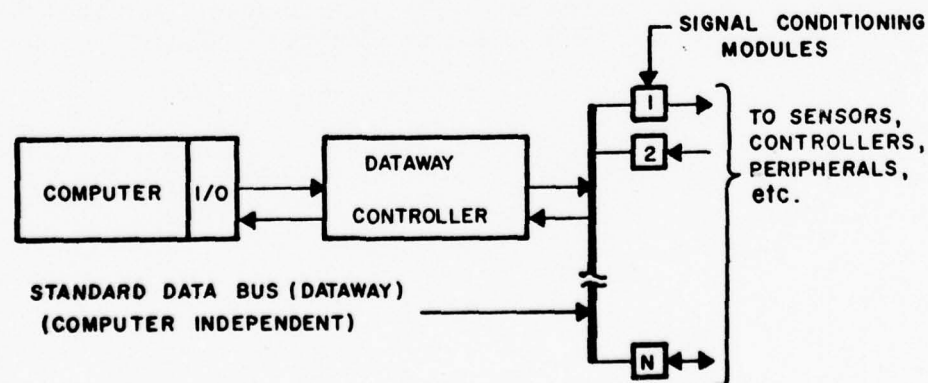 SIGNAL CONDITIONING
MODULES
1
TO SENSORS,
CONTROLLERS,
PERIPHERALS,
etc.
2
COMPUTER
I/O
DATAWAY
CONTROLLER
STANDARD DATA BUS (DATAWAY)
(COMPUTER INDEPENDENT)
N